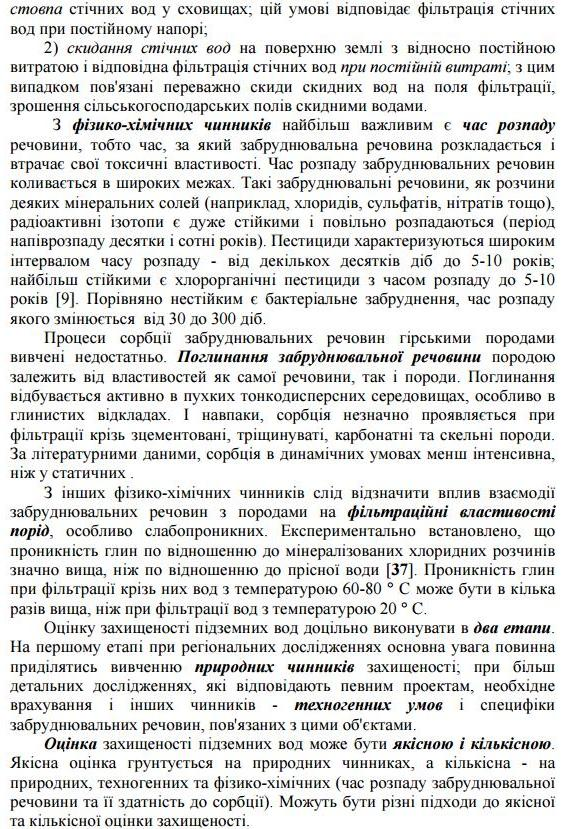 стовпа стічних вод у сховищах; цій умові відповідає фільтрація стічних
вод при постійному напорі;
2) скидання стічних вод на поверхню землі з відносно постійною
витратою і відповідна фільтрація стічних вод при постійній витраті; з цим
випадком пов'язані переважно скиди скидних вод на поля фільтрації,
зрошення сільськогосподарських полів скидними водами.
З фізико-хімічних чинників найбільш важливим є час розпаду
речовини, тобто час, за який забруднювальна речовина розкладається і
втрачає свої токсичні властивості. Час розпаду забруднювальних речовин
коливається в широких межах. Такі забруднювальні речовини, як розчини
деяких мінеральних солей (наприклад, хлоридів, сульфатів, нітратів тощо),
радіоактивні ізотопи є дуже стійкими і повільно розпадаються (період
напіврозпаду десятки і сотні років). Пестициди характеризуються широким
інтервалом часу розпаду - від декількох десятків діб до 5-10 років;
найбільш стійкими є хлорорганічні пестициди з часом розпаду до 5-10
років [9]. Порівняно нестійким є бактеріальне забруднення, час розпаду
якого змінюється від 30 до 300 діб.
Процеси сорбції забруднювальних речовин гірськими породами
вивчені недостатньо. Поглинання забруднювальної речовини породою
залежить від властивостей як самої речовини, так і породи. Поглинання
відбувається активно в пухких тонкодисперсних середовищах, особливо в
глинистих відкладах. І навпаки, сорбція незначно проявляється при
фільтрації крізь зцементовані, тріщинуваті, карбонатні та скельні породи.
За літературними даними, сорбція в динамічних умовах менш інтенсивна,
ніж у статичних .
З інших фізико-хімічних чинників слід відзначити вплив взаємодії
забруднювальних речовин з породами на фільтраційні властивості
порід, особливо слабопроникних. Експериментально встановлено, що
проникність глин по відношенню до мінералізованих хлоридних розчинів
значно вища, ніж по відношенню до прісної води [37]. Проникність глин
при фільтрації крізь них вод з температурою 60-80 ° С може бути в кілька
разів вища, ніж при фільтрації вод з температурою 20 ° С.
Оцінку захищеності підземних вод доцільно виконувати в два етапи.
На першому етапі при регіональних дослідженнях основна увага повинна
приділятись вивченню природних чинників захищеності; при більш
детальних дослідженнях, які відповідають певним проектам, необхідне
врахування і інших чинників - техногенних умов і специфіки
забруднювальних речовин, пов'язаних з цими об'єктами.
Оцінка захищеності підземних вод може бути якісною і кількісною.
Якісна оцінка грунтується на природних чинниках, а кількісна - на
природних, техногенних та фізико-хімічних (час розпаду забруднювальної
речовини та її здатність до сорбції). Можуть бути різні підходи до якісної
та кількісної оцінки захищеності.